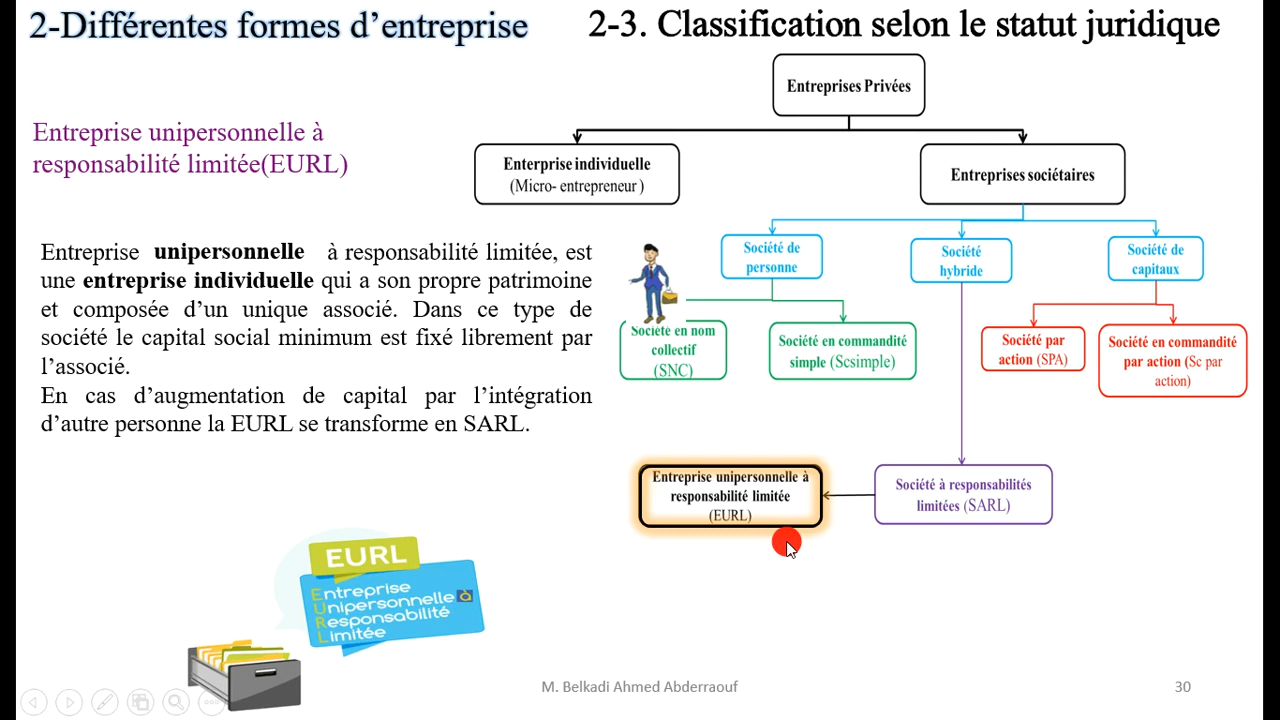 2-Différentes formes d’entreprise
2-3. Classification selon le statut juridique
Entreprise unipersonnelle à
responsabilité limitée(EURL)
Entreprise unipersonnelle à responsabilité limitée, est
une entreprise individuelle qui a son propre patrimoine
et composée d’un unique associé. Dans ce type de
société le capital social minimum est fixé librement par
l’associé.
En cas d’augmentation de capital par l’intégration
d’autre personne la EURL se transforme en SARL.
Entreprises Privées
Enterprise individuelle
(Micro- entrepreneur )
Entreprises sociétaires
Société de
personne
Société
hybride
Société de
capitaux
Société en nom
collectif
(SNC)
Société en commandité
simple (Scsimple)
Société par
action (SPA)
Société en commandité
par action (Sc par
action)
Entreprise unipersonnelle à
responsabilité limitée
(EURL)
Société à responsabilités
limitées (SARL)
EURL
Entreprise
Unipersonnelle à
Responsabilité
Limitée
M. Belkadi Ahmed Abderraouf
30